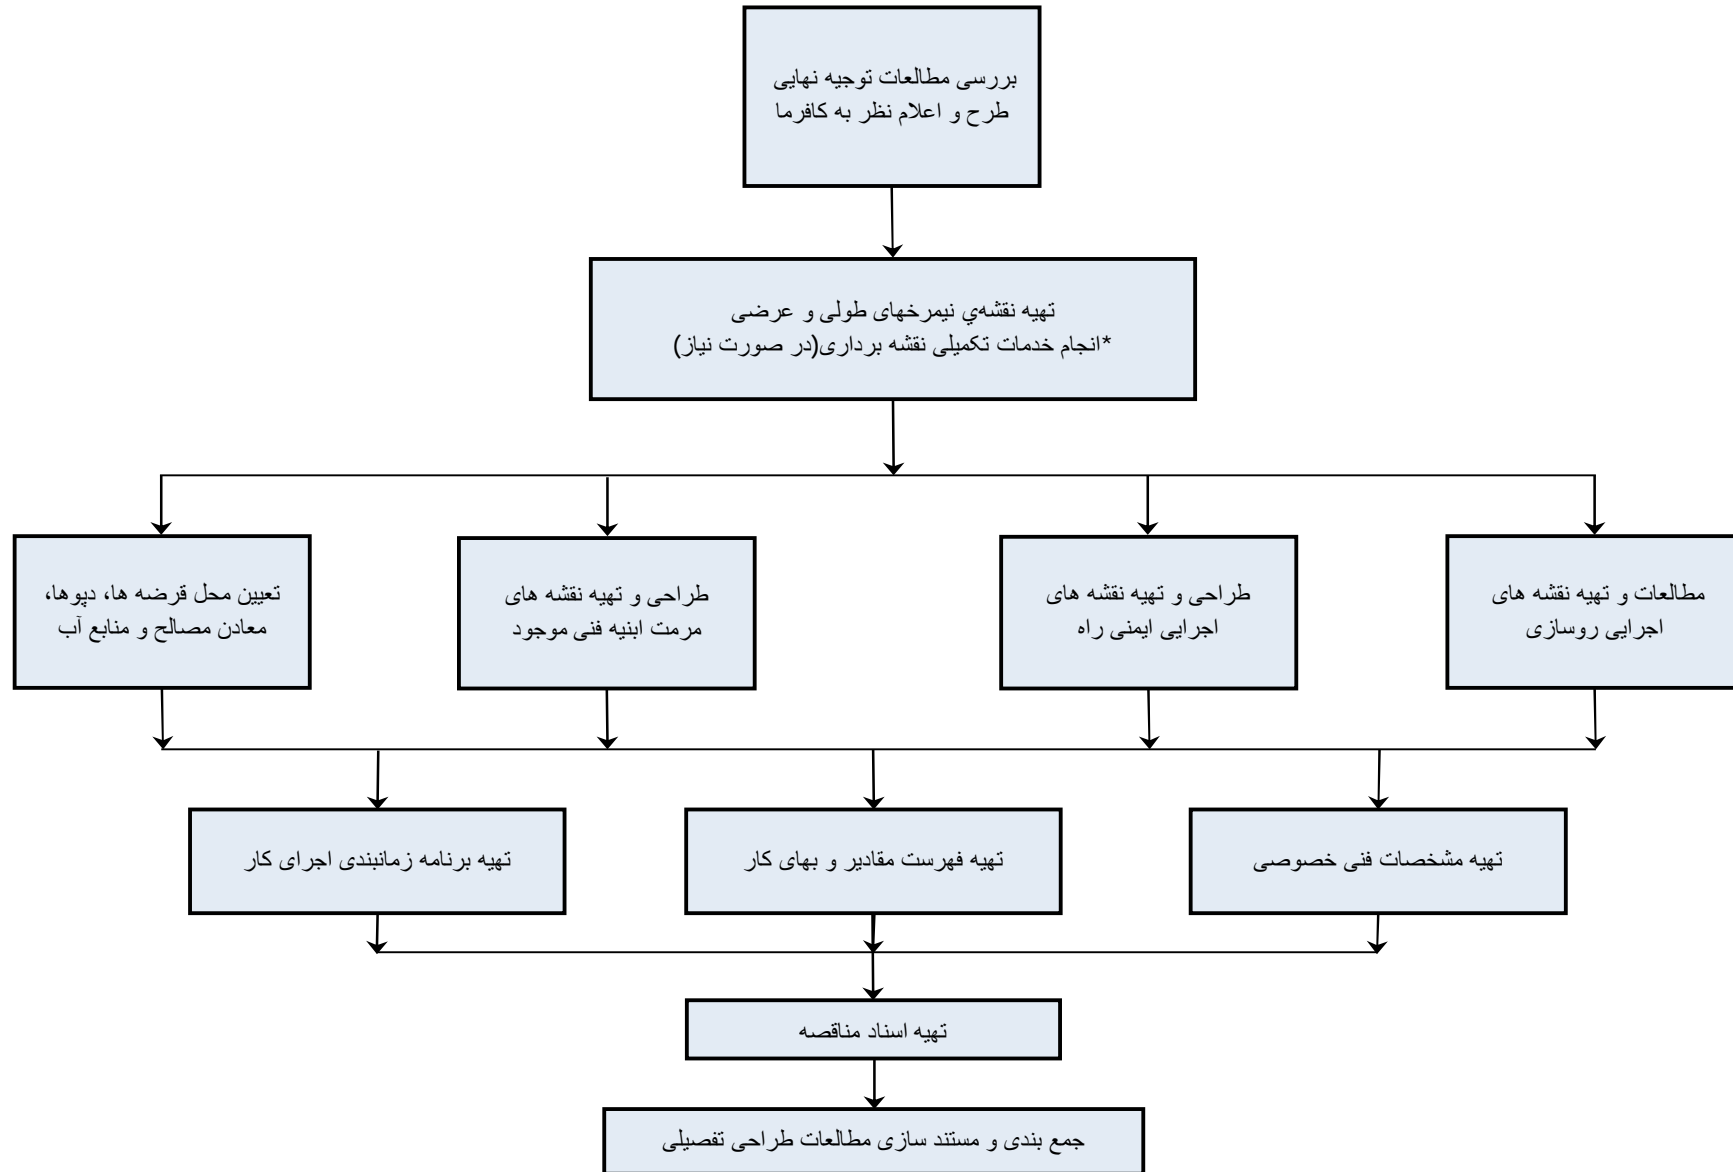 بررسی مطالعات توجیه نهایی
طرح و اعلام نظر به کافرما
تهیه نقشه‌ي نیمرخهای طولی و عرضی
*انجام خدمات تکمیلی نقشه برداری(در صورت نیاز)
مطالعات و تهیه نقشه های
اجرایی روسازی
طراحی و تهیه نقشه های
اجرایی ایمنی راه
طراحی و تهیه نقشه های
مرمت ابنیه فنی موجود
تعیین محل قرضه ها، دپوها،
معادن مصالح و منابع آب
تهیه مشخصات فنی خصوصی
تهیه فهرست مقادیر و بهای کار
تهیه برنامه زمانبندی اجرای کار
تهیه اسناد مناقصه
جمع بندی و مستند سازی مطالعات طراحی تفصیلی